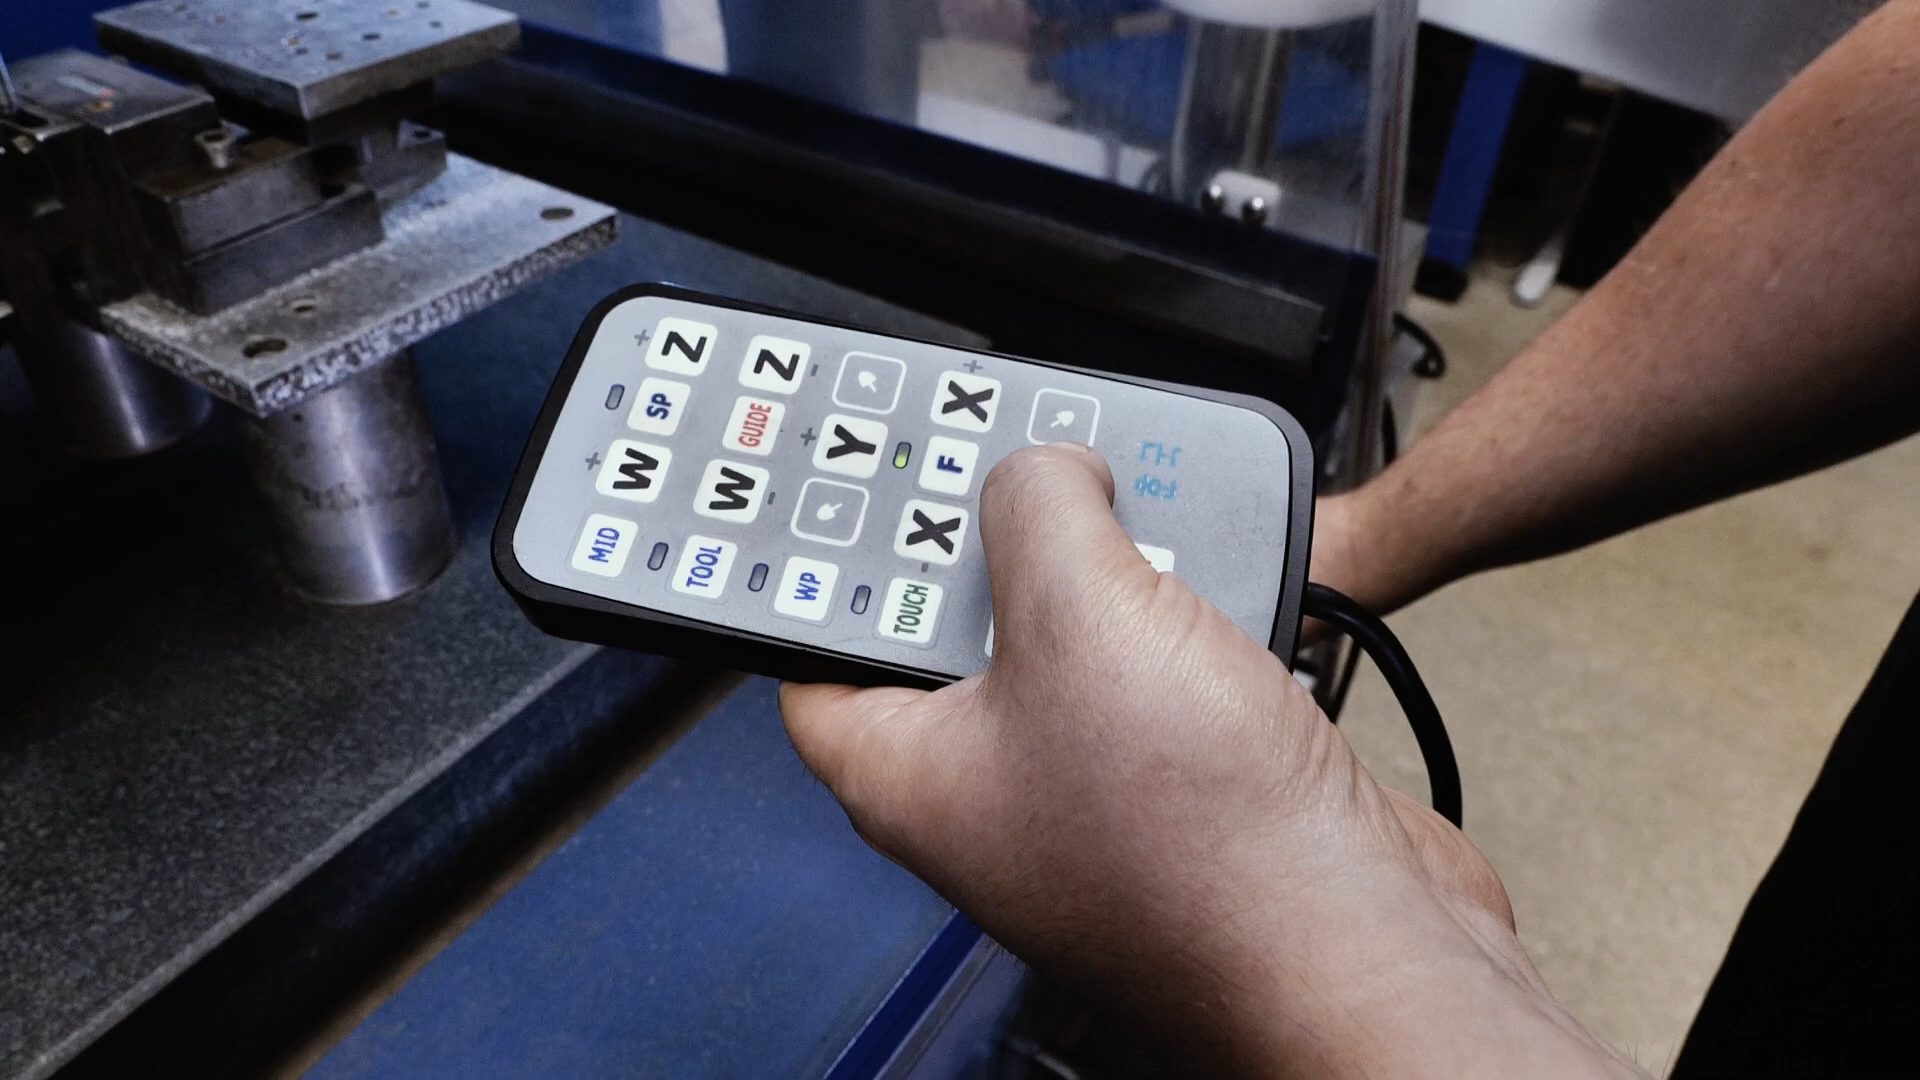 + Z
Z -
X +
SP
GUIDE
+ Y
F
+ W
W -
X -
MID
TOOL
WP
TOUCH